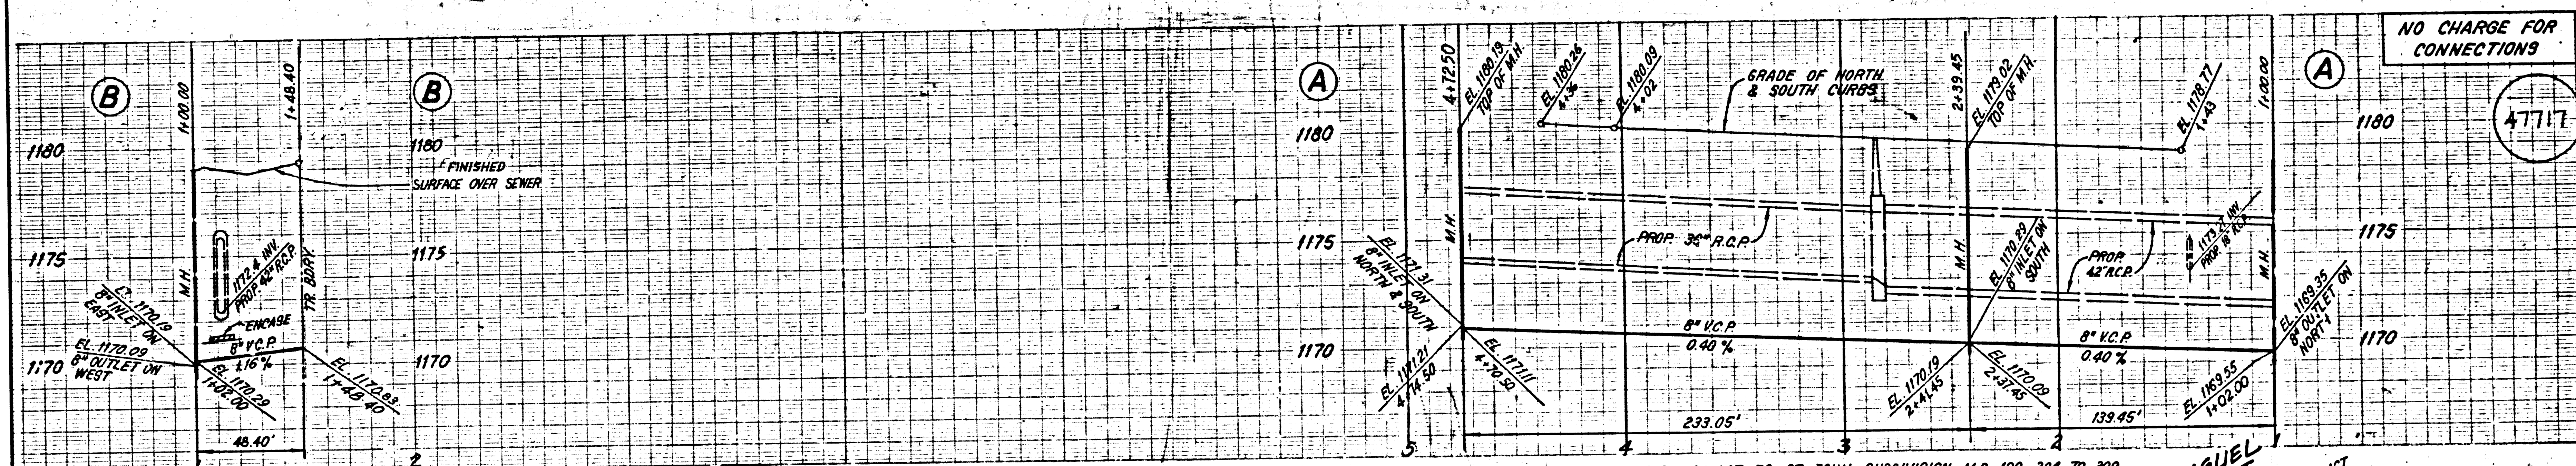 NO CHARGE FOR
CONNECTIONS
47717
B
1+00.00
1+48.40
B
1180
1180
FINISHED
SURFACE OVER SEWER
1175
1175
M.H.
1172.4 INV.
PROP 42" R.C.P.
TR. BDRY.
1170.19
8" INLET ON
EAST
EL. 1170.09
8" OUTLET ON
WEST
ENCASE
8" V.C.P.
1.16 %
1170
1170
EL. 1170.29
1+02.00
EL. 1170.83
1+48.40
48.40'
2
A
4+72.50
EL. 1180.19
TOP OF M.H.
EL. 1180.26
4+36
EL. 1180.09
4+02
GRADE OF NORTH
& SOUTH CURBS
2+39.45
EL. 1179.02
TOP OF M.H.
EL. 1178.77
1+43
1+00.00
A
1180
1180
1175
1175
M.H.
PROP. R.C.P.
M.H.
EL. 1170.29
8" INLET ON
SOUTH
PROP.
42" R.C.P.
INV.
PROP. 18" R.C.P.
M.H.
EL. 1171.31
8" INLET ON
NORTH & SOUTH
EL. 1169.35
8" OUTLET ON
8" V.C.P.
0.40 %
8" V.C.P.
0.40 %
1170
1170
EL. 1171.21
4+74.50
EL. 1171.11
4+70.50
EL. 1170.19
2+41.45
EL. 1170.09
2+37.45
EL. 1169.55
1+02.00
233.05'
139.45'
5
4
3
2
1